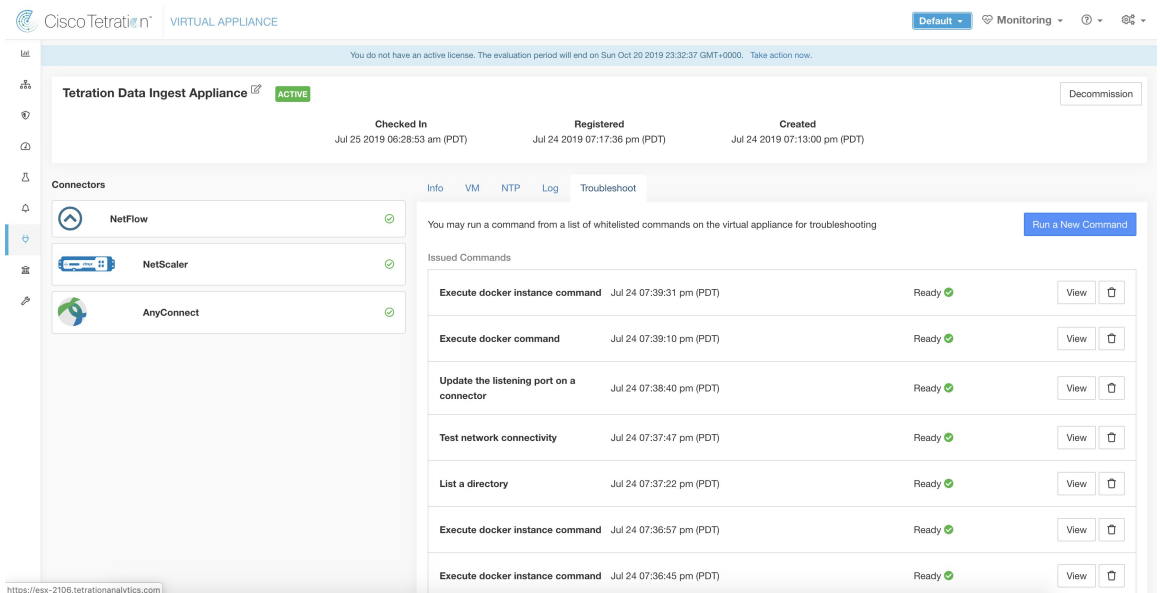 Cisco Tetration™
VIRTUAL APPLIANCE
Default
Monitoring
You do not have an active license. The evaluation period will end on Sun Oct 20 2019 23:32:37 GMT+0000. Take action now.
Tetration Data Ingest Appliance ACTIVE
Decommission
Checked In Registered Created
Jul 25 2019 06:28:53 am (PDT) Jul 24 2019 07:17:36 pm (PDT) Jul 24 2019 07:13:00 pm (PDT)
Connectors
NetFlow
NetScaler
AnyConnect
Info VM NTP Log Troubleshoot
You may run a command from a list of whitelisted commands on the virtual appliance for troubleshooting
Run a New Command
Issued Commands
Execute docker instance command Jul 24 07:39:31 pm (PDT) Ready View
Execute docker command Jul 24 07:39:10 pm (PDT) Ready View
Update the listening port on a
connector Jul 24 07:38:40 pm (PDT) Ready View
Test network connectivity Jul 24 07:37:47 pm (PDT) Ready View
List a directory Jul 24 07:37:22 pm (PDT) Ready View
Execute docker instance command Jul 24 07:36:57 pm (PDT) Ready View
Execute docker instance command Jul 24 07:36:45 pm (PDT) Ready View
https://esx-2106.tetrationanalytics.com